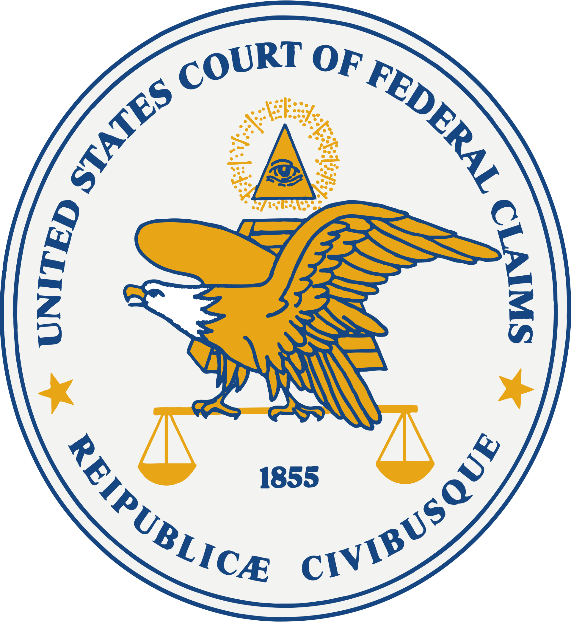 UNITED STATES COURT OF FEDERAL CLAIMS
1855
REIPUBLICÆ CIVIBUSQUE